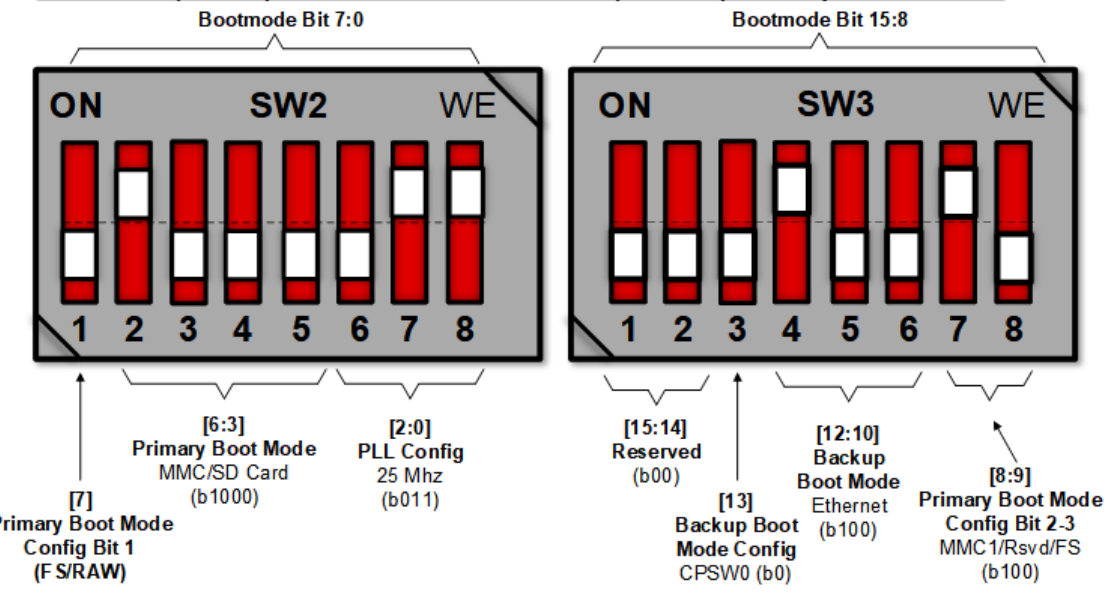 Bootmode Bit 7:0
Bootmode Bit 15:8
ON SW2 WE
ON SW3 WE
1 2 3 4 5 6 7 8
1 2 3 4 5 6 7 8
[7]
Primary Boot Mode
Config Bit 1
(FS/RAW)
[6:3]
Primary Boot Mode
MMC/SD Card
(b1000)
[2:0]
PLL Config
25 Mhz
(b011)
[15:14]
Reserved
(b00)
[13]
Backup Boot
Mode Config
CPSW0 (b0)
[12:10]
Backup
Boot Mode
Ethernet
(b100)
[8:9]
Primary Boot Mode
Config Bit 2-3
MMC1/Rsvd/FS
(b100)